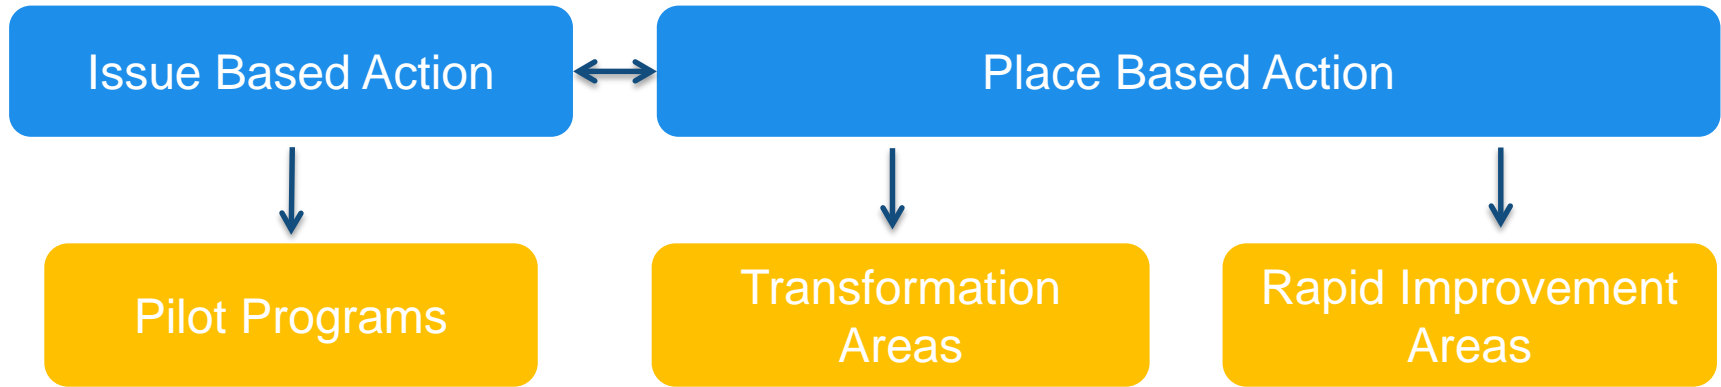 Issue Based Action
Place Based Action
Pilot Programs
Transformation
Areas
Rapid Improvement
Areas